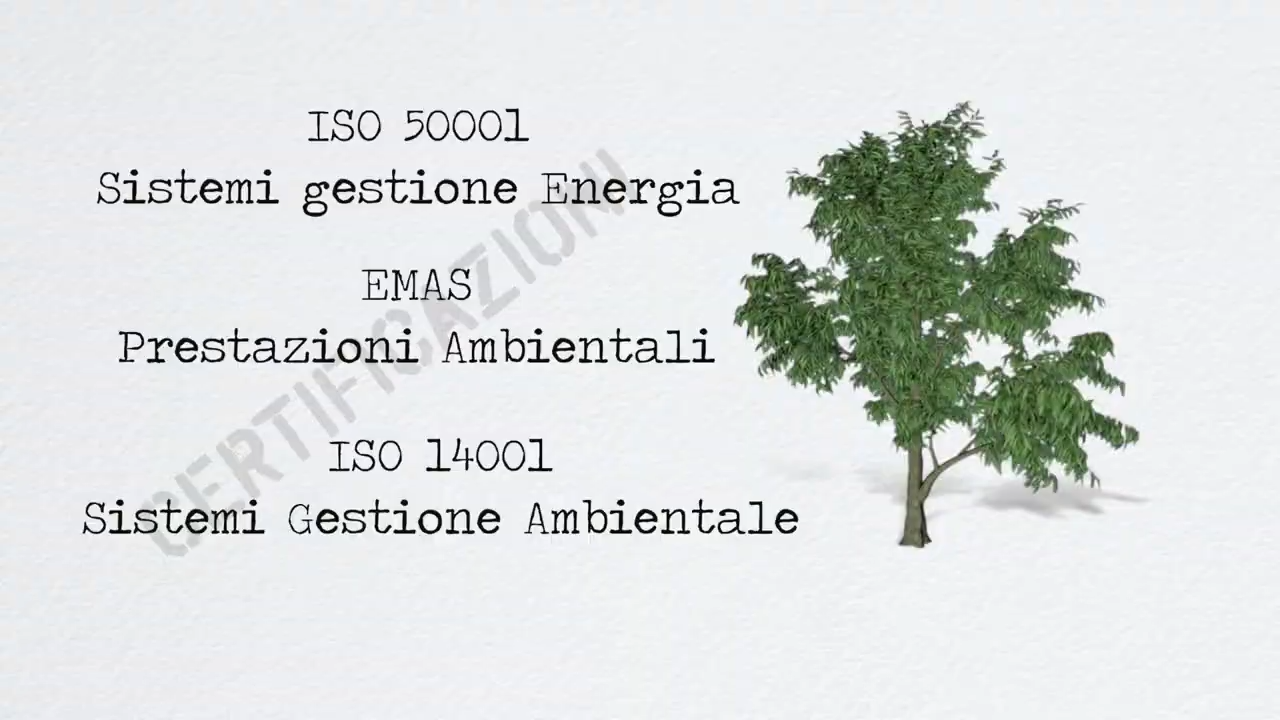 ISO 50001
Sistemi gestione Energia
EMAS
Prestazioni Ambientali
ISO 14001
Sistemi Gestione Ambientale
CERTIFICAZIONI